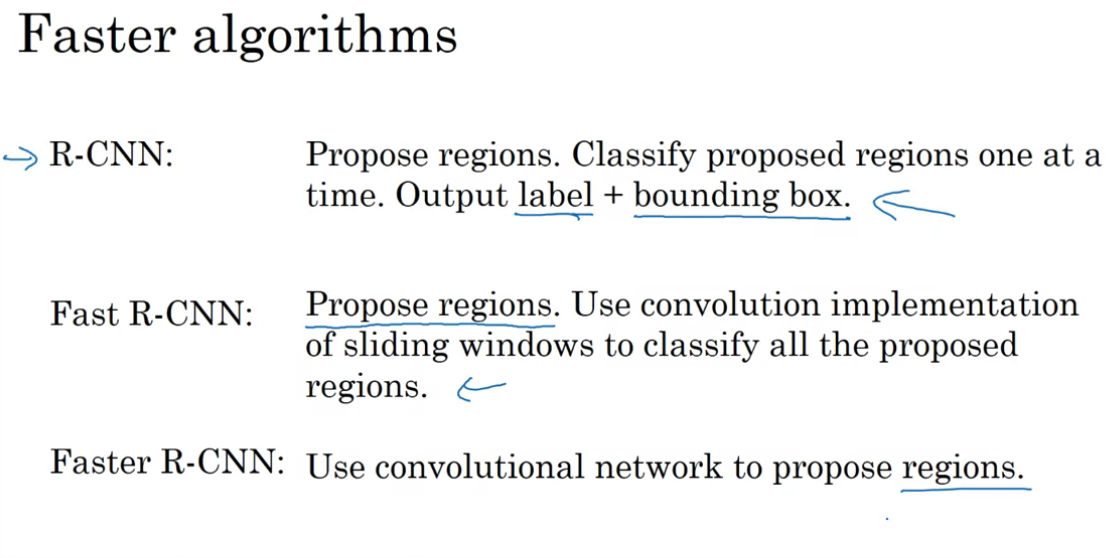 Faster algorithms
R-CNN: Propose regions. Classify proposed regions one at a
time. Output label + bounding box.
Fast R-CNN: Propose regions. Use convolution implementation
of sliding windows to classify all the proposed
regions.
Faster R-CNN: Use convolutional network to propose regions.